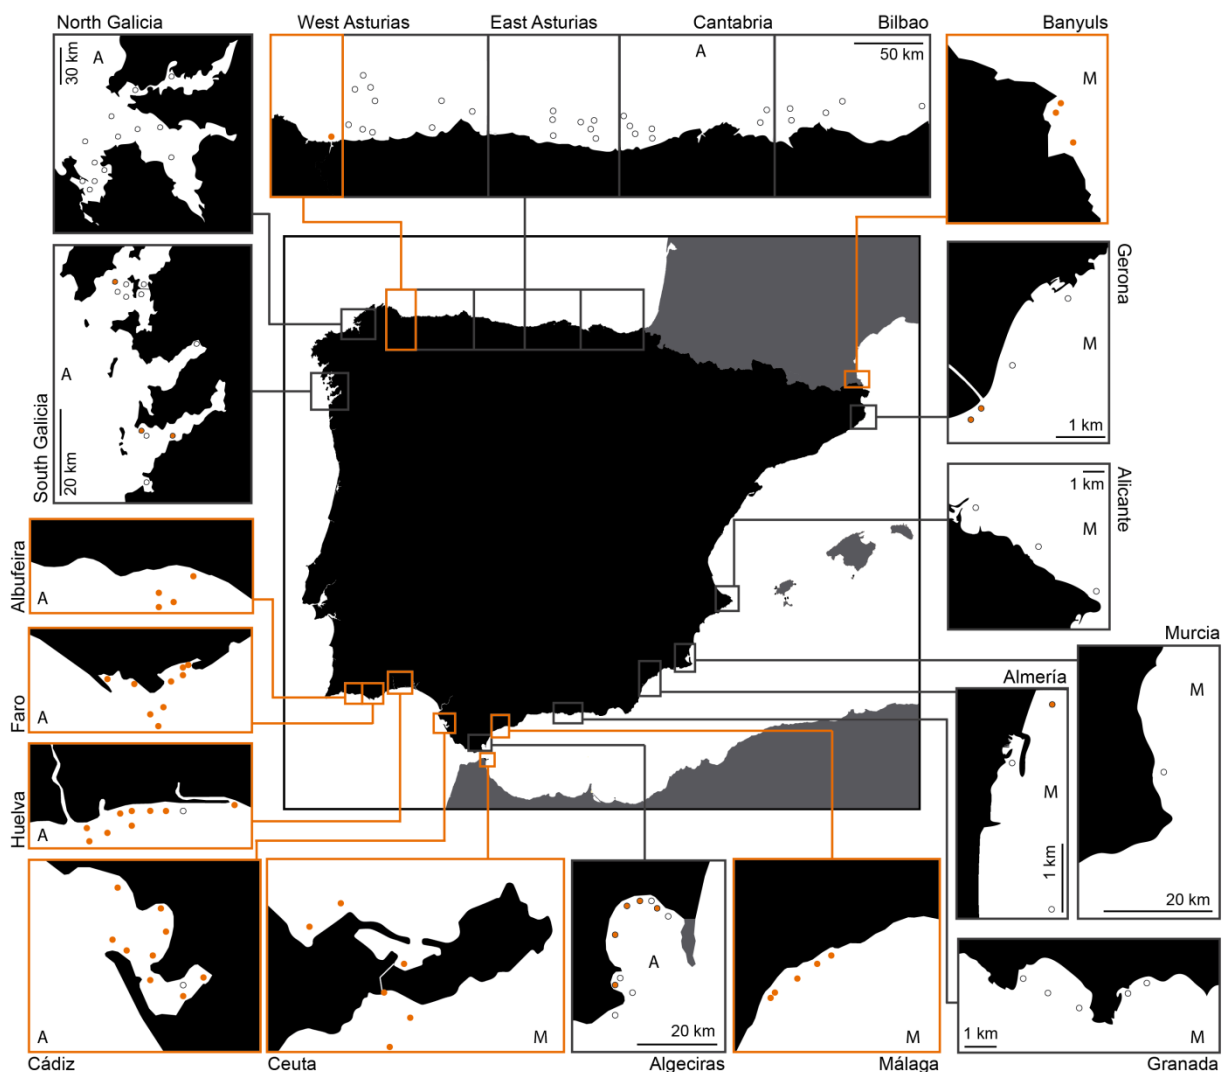 North Galicia
West Asturias
East Asturias
Cantabria
Bilbao
Banyuls
30 km
A
A
50 km
M
South Galicia
A
20 km
Gerona
M
1 km
Alicante
1 km
M
Albufeira
A
Faro
A
Huelva
A
Murcia
M
20 km
Almería
M
1 km
A
Cádiz
M
Ceuta
A
20 km
Algeciras
M
Málaga
1 km
M
Granada